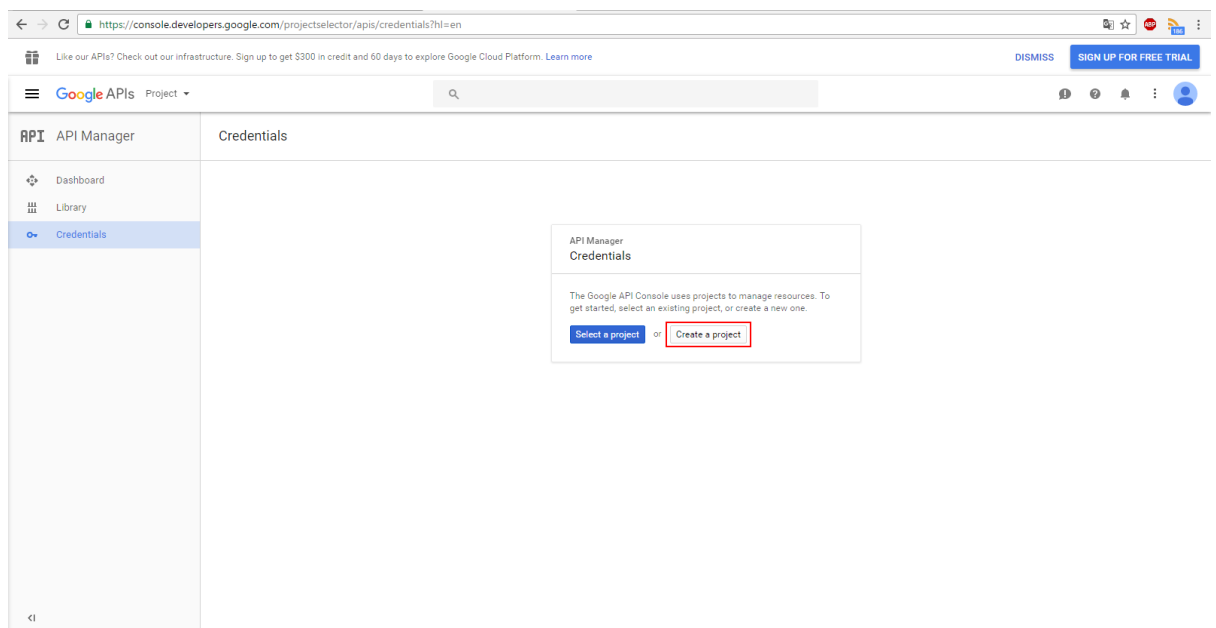 https://console.developers.google.com/projectselector/apis/credentials?hl=en
ABP
186
Like our APIs? Check out our infrastructure. Sign up to get $300 in credit and 60 days to explore Google Cloud Platform. Learn more
DISMISS
SIGN UP FOR FREE TRIAL
Google APIs Project
API API Manager
Credentials
Dashboard
Library
Credentials
API Manager
Credentials
The Google API Console uses projects to manage resources. To
get started, select an existing project, or create a new one.
Select a project or Create a project